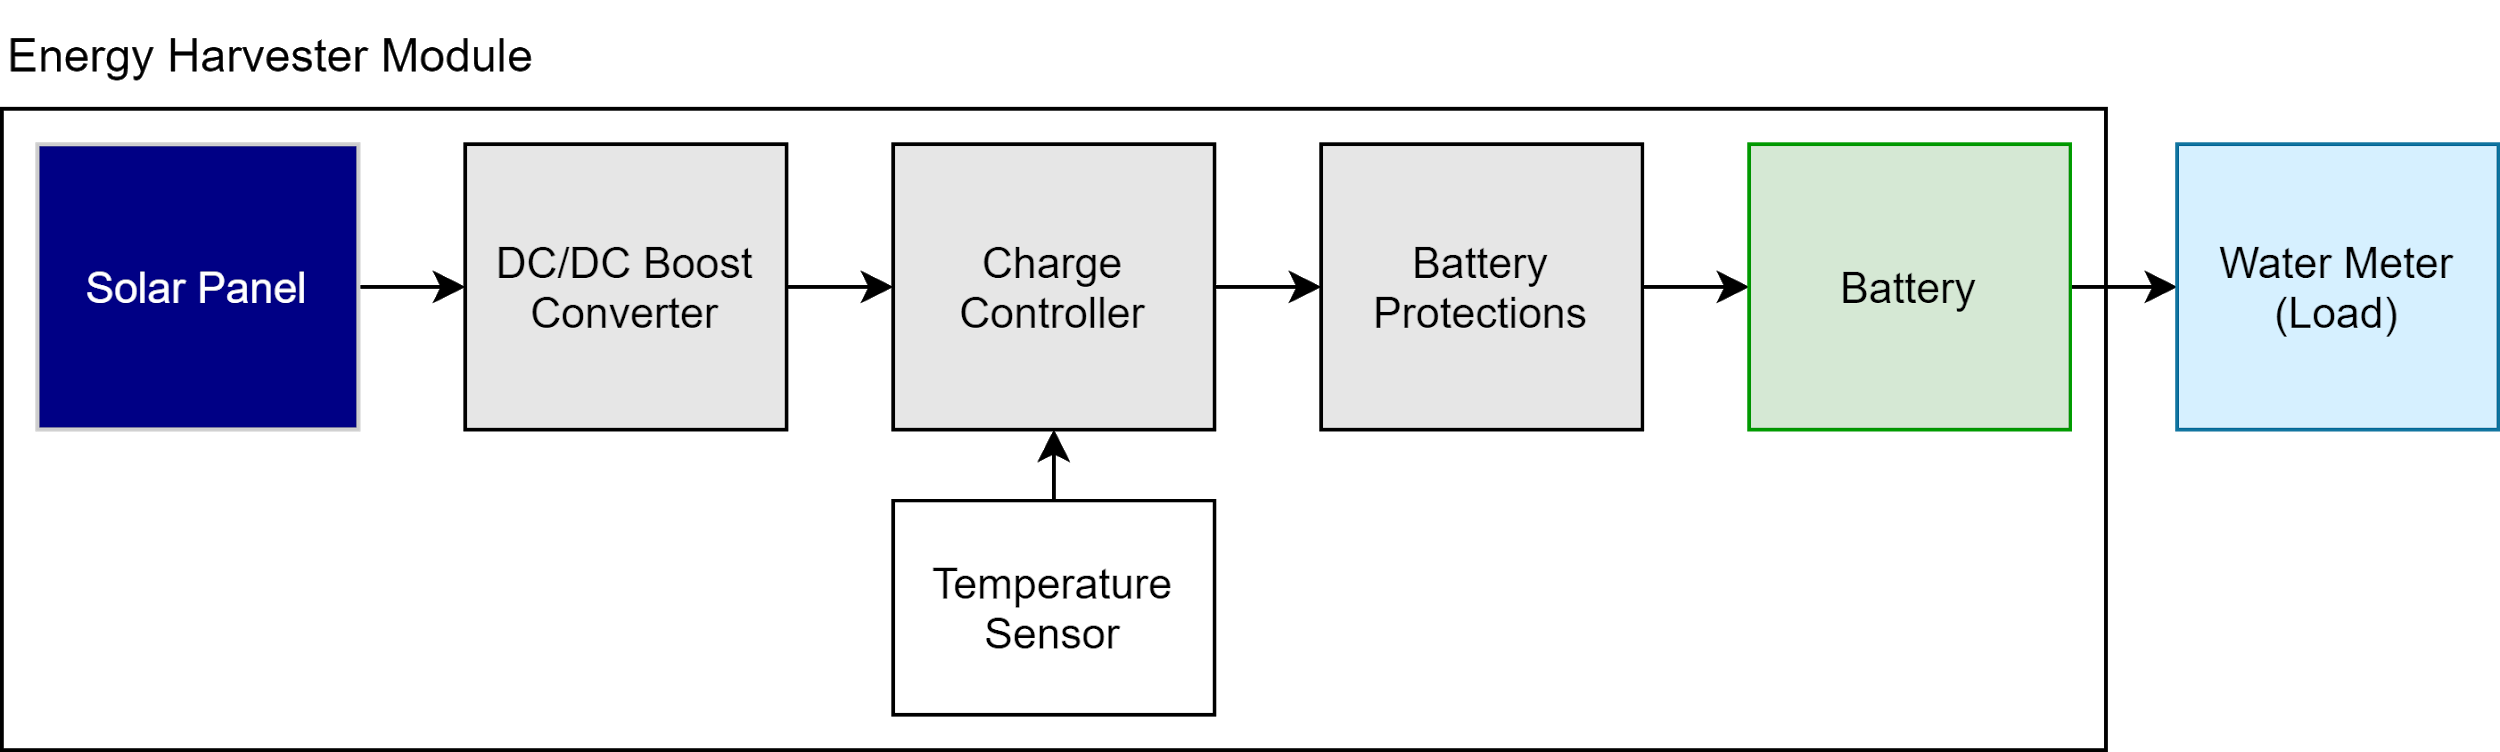 Energy Harvester Module
Solar Panel
DC/DC Boost
Converter
Charge
Controller
Battery
Protections
Battery
Water Meter
(Load)
Temperature
Sensor